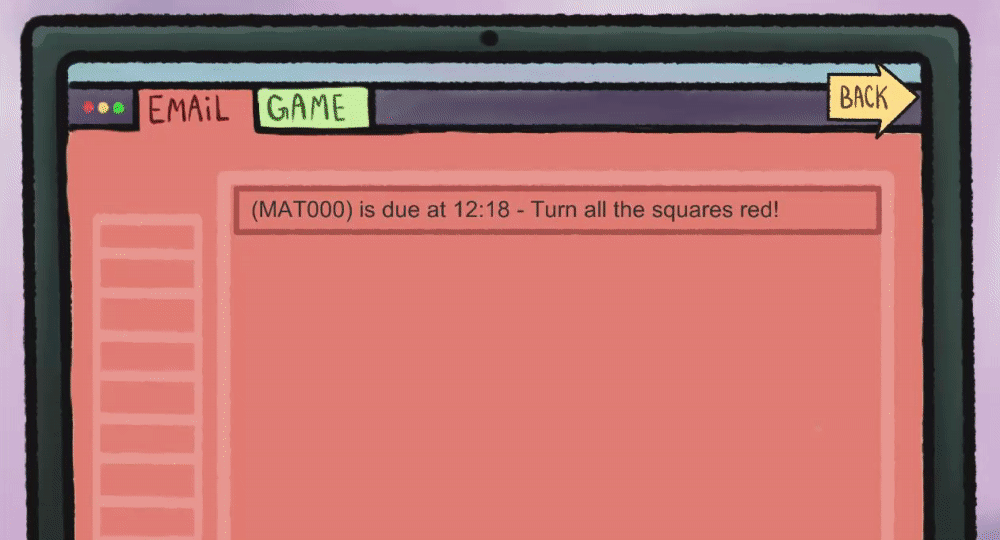 EMAiL
GAME
BACK
(MAT000) is due at 12:18 - Turn all the squares red!